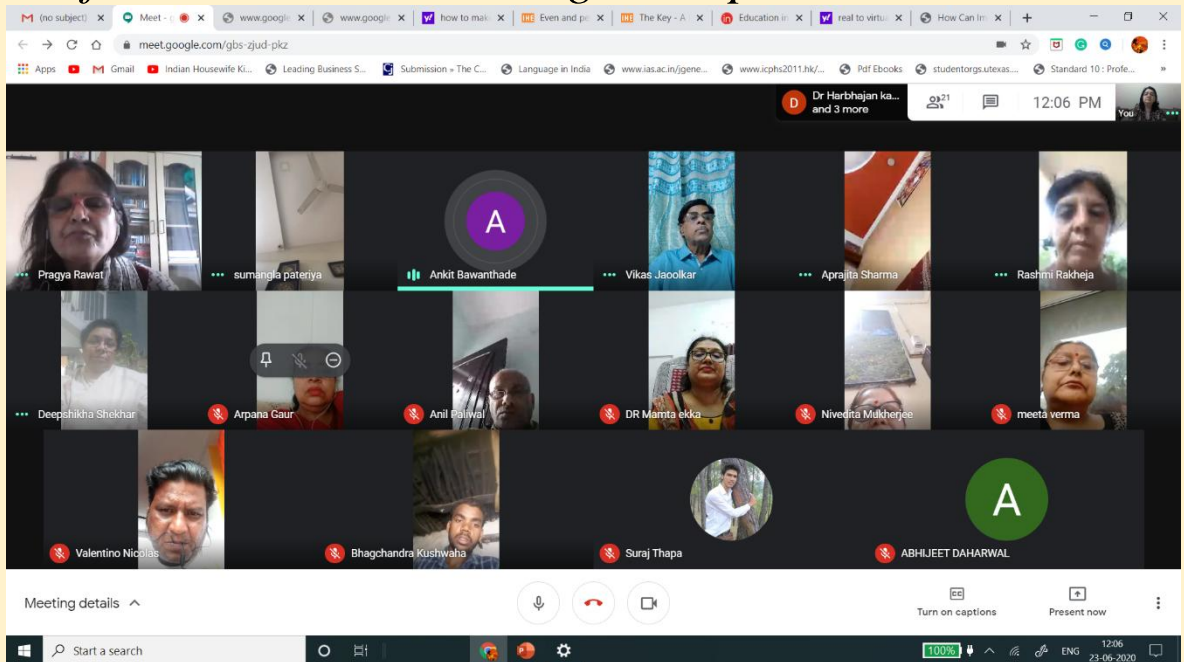 (no subject)
Meet - g
www.google
www.google
how to mak
Even and pe
The Key - A
Education in
real to virtu
How Can Im
meet.google.com/gbs-zjud-pkz
Apps
Gmail
Indian Housewife Ki...
Leading Business S...
Submission » The C...
Language in India
www.ias.ac.in/jgene...
www.icphs2011.hk/...
Pdf Ebooks
studentorgs.utexas....
Standard 10 : Profe...
»
D
Dr Harbhajan ka...
and 3 more
21
12:06 PM
You
A
Pragya Rawat
sumangla pateriya
Ankit Bawanthade
Vikas Jaoolkar
Aprajita Sharma
Rashmi Rakheja
Deepshikha Shekhar
Arpana Gaur
Anil Paliwal
DR Mamta ekka
Nivedita Mukherjee
meeta verma
A
Valentino Nicolas
Bhagchandra Kushwaha
Suraj Thapa
ABHIJEET DAHARWAL
Meeting details
CC
Turn on captions
Present now
Start a search
100%
ENG
12:06
23-06-2020